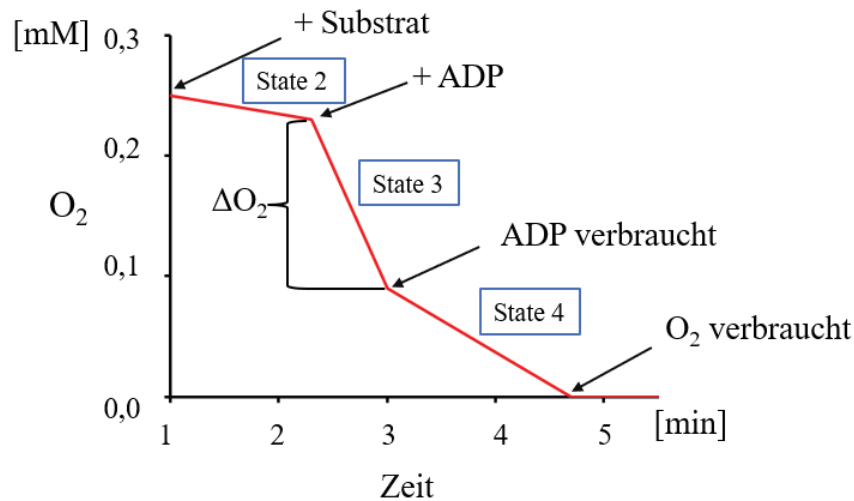 [mM]
0,3
+ Substrat
State 2
+ ADP
0,2
State 3
ΔO₂
O₂
ADP verbraucht
0,1
State 4
O₂ verbraucht
0,0
1
2
3
4
5
[min]
Zeit